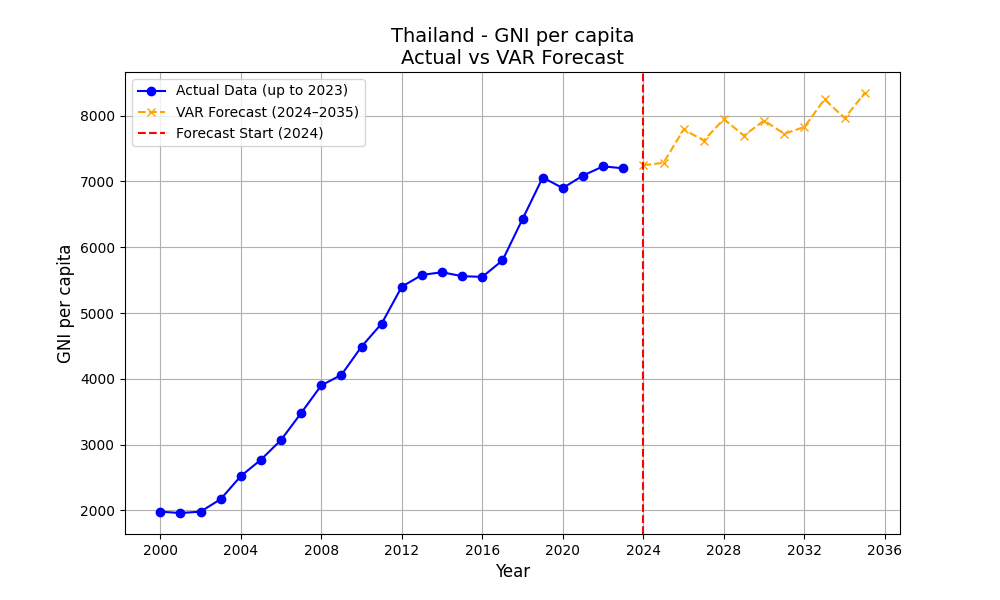 Thailand - GNI per capita
Actual vs VAR Forecast
Actual Data (up to 2023)
VAR Forecast (2024–2035)
Forecast Start (2024)
GNI per capita
8000
7000
6000
5000
4000
3000
2000
2000 2004 2008 2012 2016 2020 2024 2028 2032 2036
Year